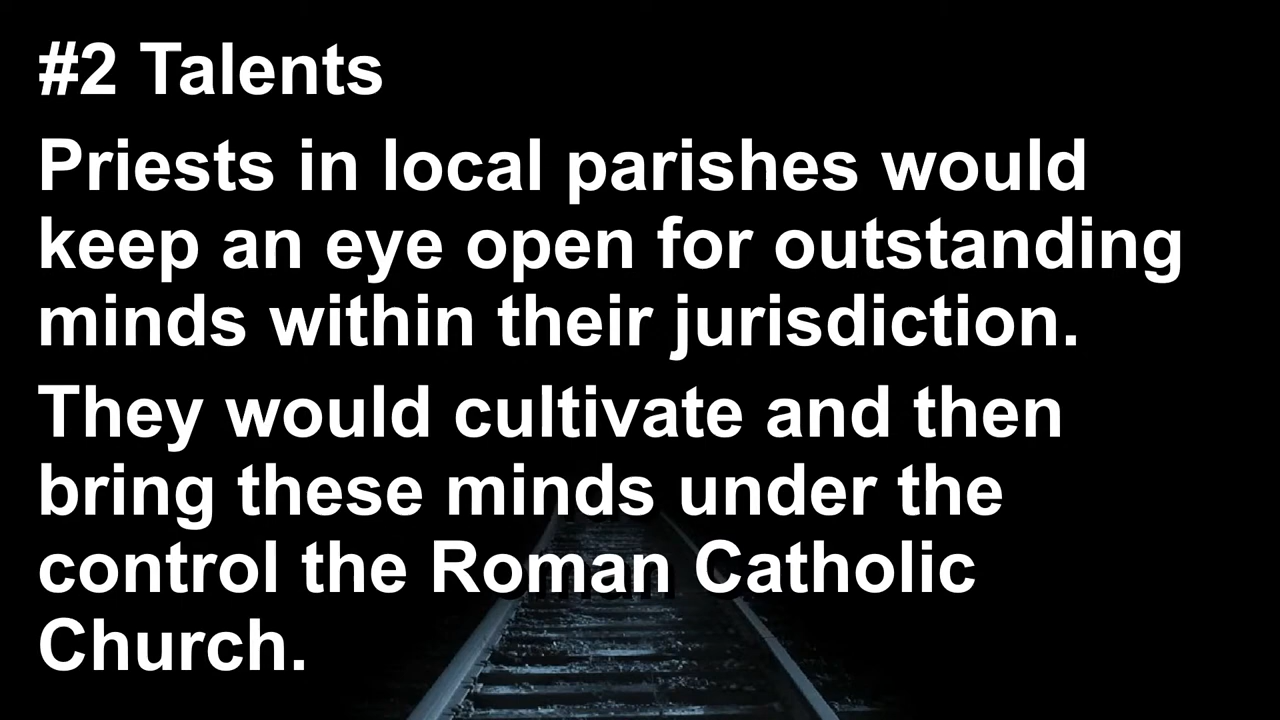 #2 Talents
Priests in local parishes would
keep an eye open for outstanding
minds within their jurisdiction.
They would cultivate and then
bring these minds under the
control the Roman Catholic
Church.